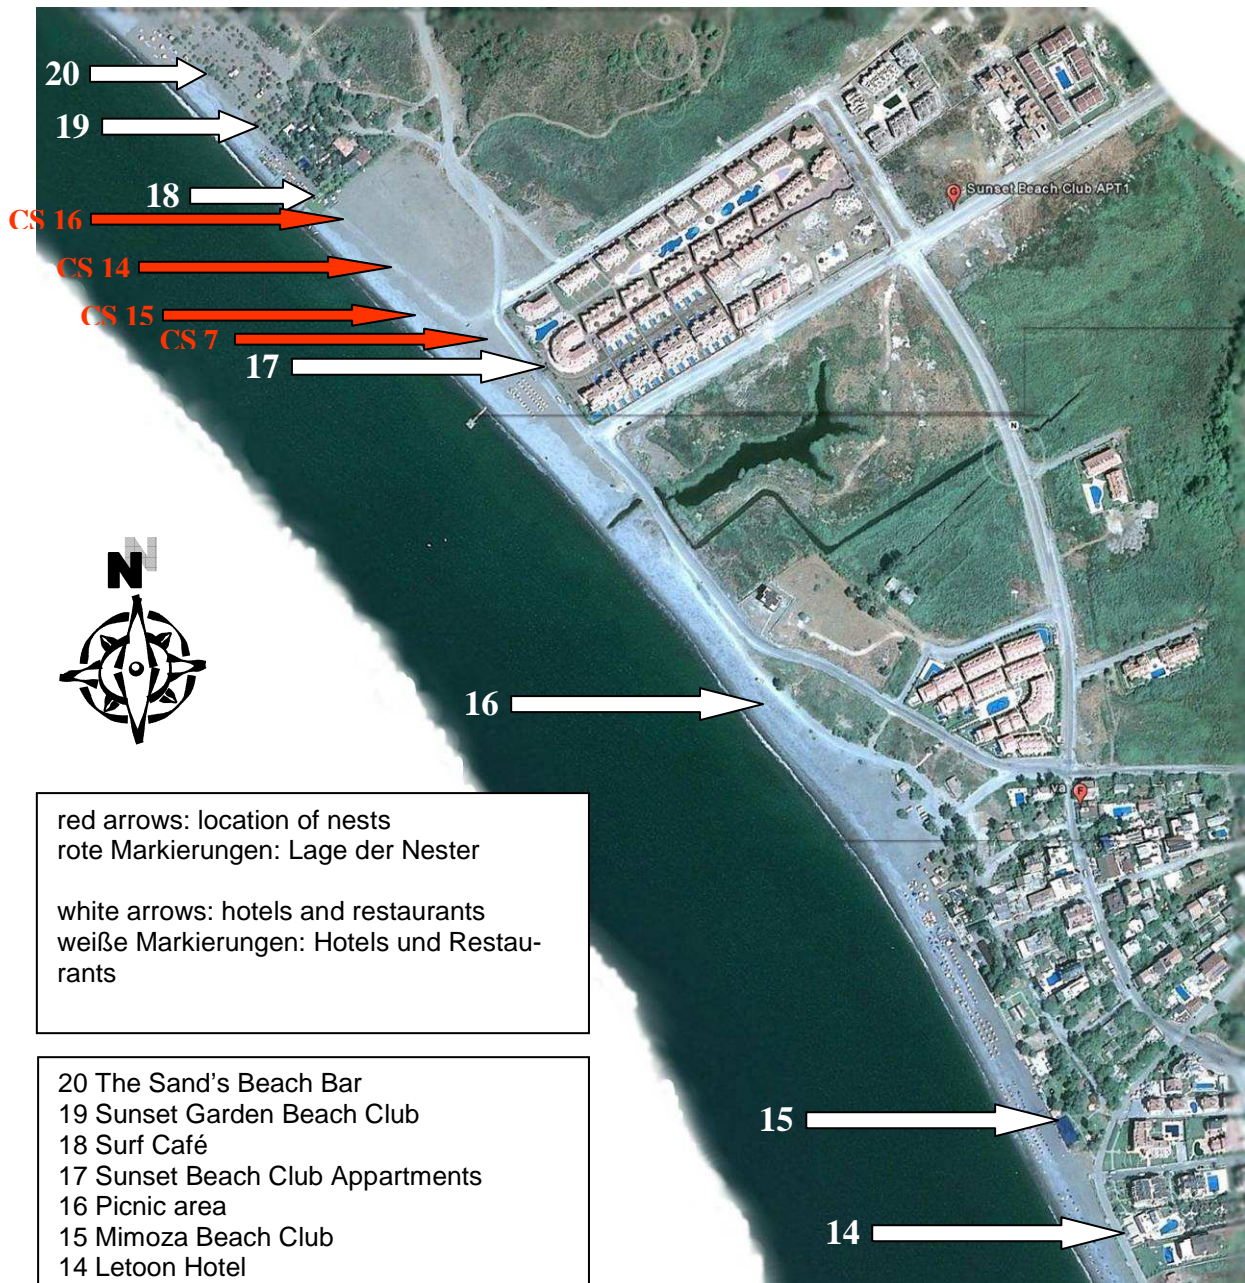 20
19
18
CS 16
CS 14
CS 15
CS 7
17
Sunset Beach Club APT1
G
N
N
16
F
red arrows: location of nests
rote Markierungen: Lage der Nester
white arrows: hotels and restaurants
weiße Markierungen: Hotels und Restau-
rants
15
14
20 The Sand's Beach Bar
19 Sunset Garden Beach Club
18 Surf Café
17 Sunset Beach Club Appartments
16 Picnic area
15 Mimoza Beach Club
14 Letoon Hotel